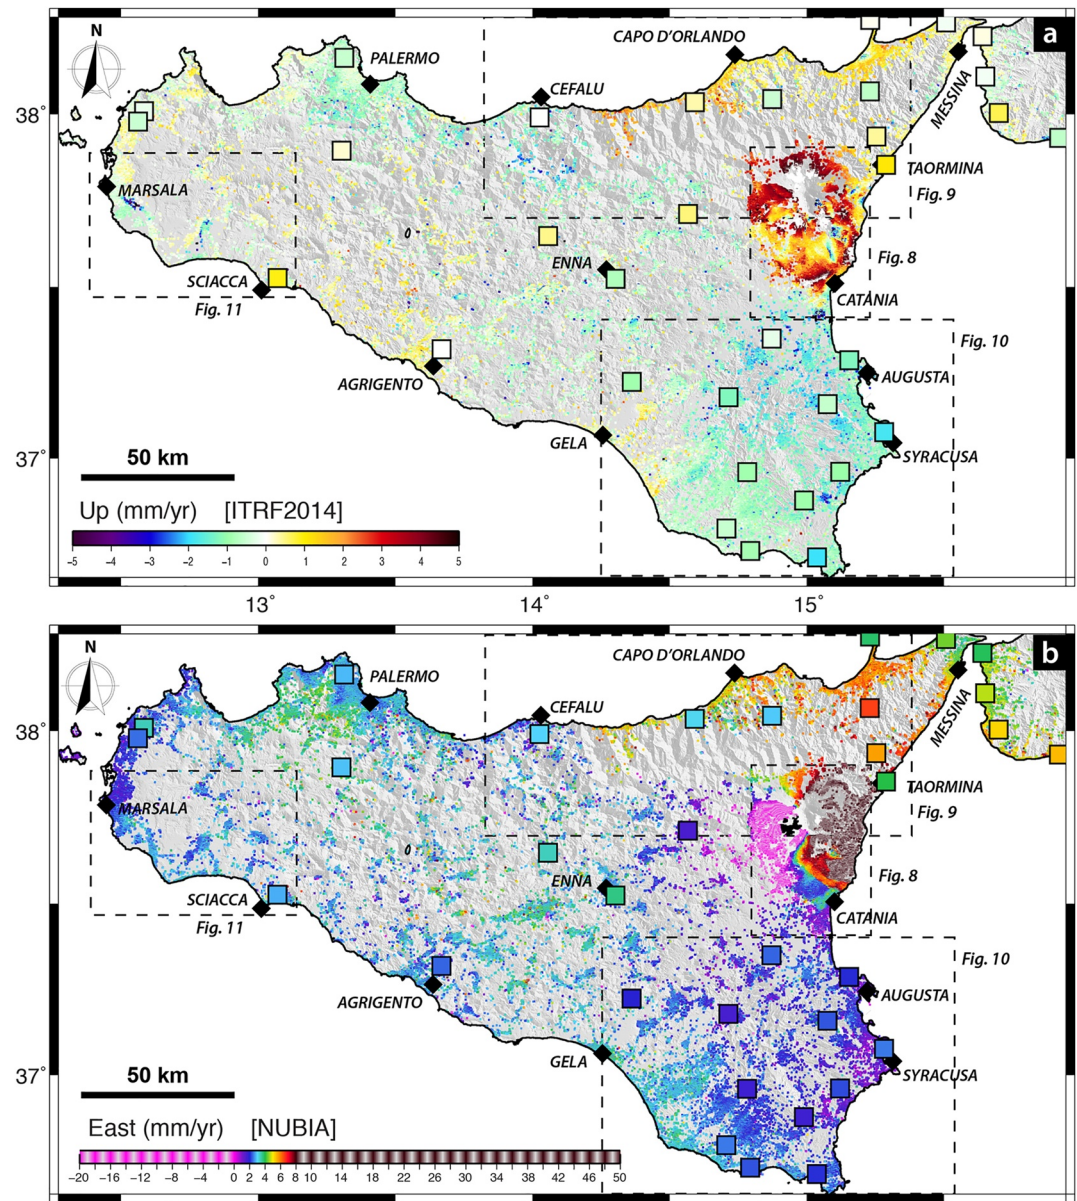 a
N
CAPO D'ORLANDO
PALERMO
CEFALU
MESSINA
38°
MARSALA
TAORMINA
Fig. 9
ENNA
Fig. 8
SCIACCA
CATANIA
Fig. 11
Fig. 10
AGRIGENTO
AUGUSTA
GELA
SYRACUSA
37°
50 km
Up (mm/yr) [ITRF2014]
-5 -4 -3 -2 -1 0 1 2 3 4 5
13° 14° 15°
b
N
CAPO D'ORLANDO
PALERMO
CEFALU
MESSINA
38°
MARSALA
TAORMINA
Fig. 9
ENNA
Fig. 8
SCIACCA
CATANIA
Fig. 11
Fig. 10
AGRIGENTO
AUGUSTA
GELA
SYRACUSA
37°
50 km
East (mm/yr) [NUBIA]
-20 -16 -12 -8 -4 0 2 4 6 8 10 14 18 22 26 30 34 38 42 46 50